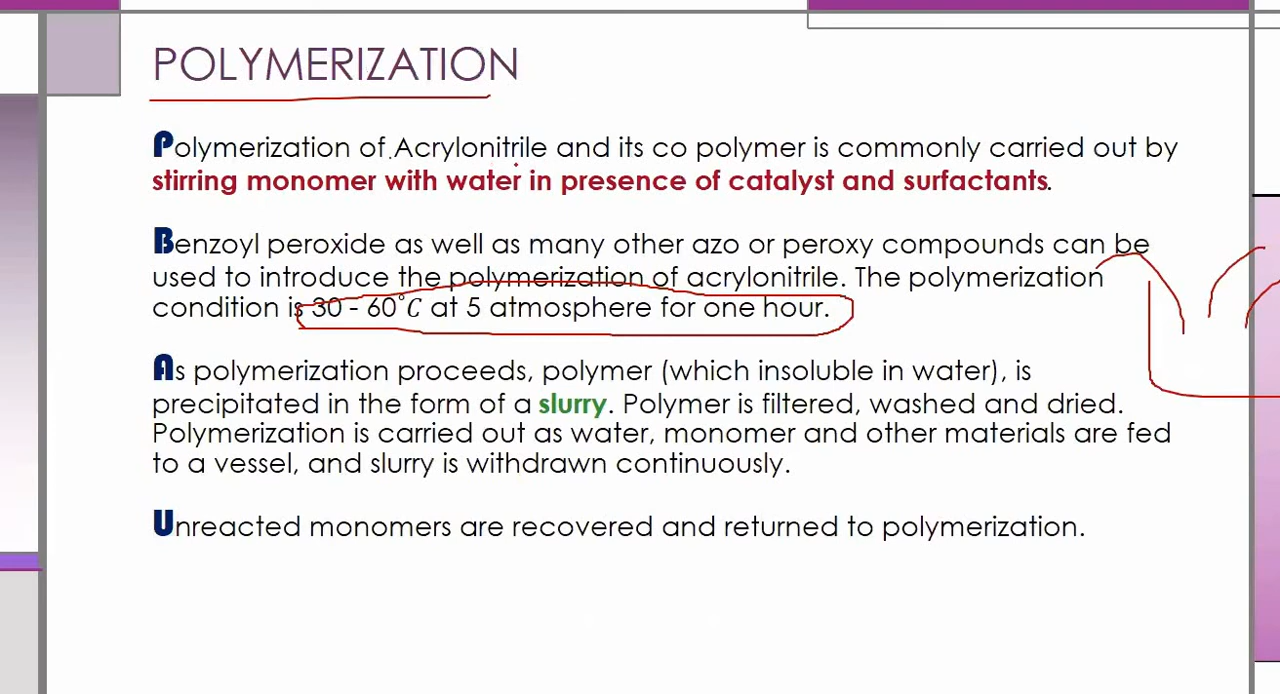 POLYMERIZATION
Polymerization of Acrylonitrile and its co polymer is commonly carried out by
stirring monomer with water in presence of catalyst and surfactants.
Benzoyl peroxide as well as many other azo or peroxy compounds can be
used to introduce the polymerization of acrylonitrile. The polymerization
condition is 30 - 60°C at 5 atmosphere for one hour.
As polymerization proceeds, polymer (which insoluble in water), is
precipitated in the form of a slurry. Polymer is filtered, washed and dried.
Polymerization is carried out as water, monomer and other materials are fed
to a vessel, and slurry is withdrawn continuously.
Unreacted monomers are recovered and returned to polymerization.